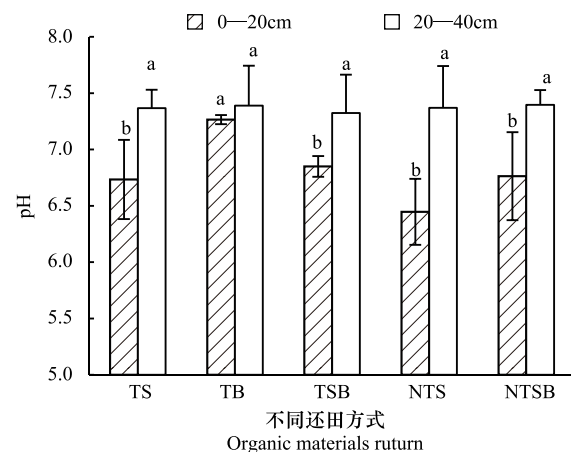 0—20cm 20—40cm
8.0
7.5
7.0
6.5
6.0
5.5
5.0
pH
b a a a b a b a b a
TS TB TSB NTS NTSB
不同还田方式
Organic materials ruturn